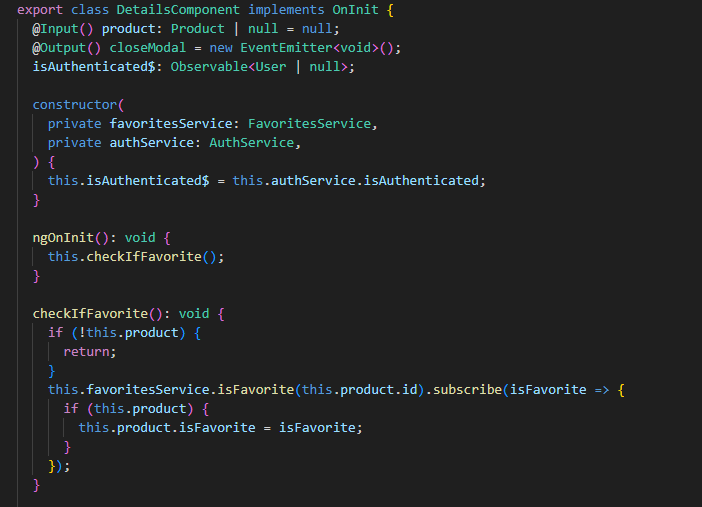 export class DetailsComponent implements OnInit {
  @Input() product: Product | null = null;
  @Output() closeModal = new EventEmitter<void>();
  isAuthenticated$: Observable<User | null>;

  constructor(
    private favoritesService: FavoritesService,
    private authService: AuthService,
  ) {
    this.isAuthenticated$ = this.authService.isAuthenticated;
  }

  ngOnInit(): void {
    this.checkIfFavorite();
  }

  checkIfFavorite(): void {
    if (!this.product) {
      return;
    }
    this.favoritesService.isFavorite(this.product.id).subscribe(isFavorite => {
      if (this.product) {
        this.product.isFavorite = isFavorite;
      }
    });
  }